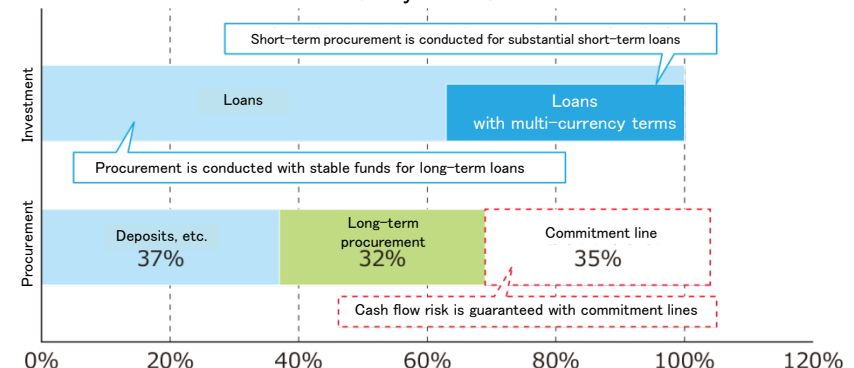 Short-term procurement is conducted for substantial short-term loans
Investment
Loans
Loans
with multi-currency terms
Procurement is conducted with stable funds for long-term loans
Procurement
Deposits, etc.
37%
Long-term
procurement
32%
Commitment line
35%
Cash flow risk is guaranteed with commitment lines
0%
20%
40%
60%
80%
100%
120%